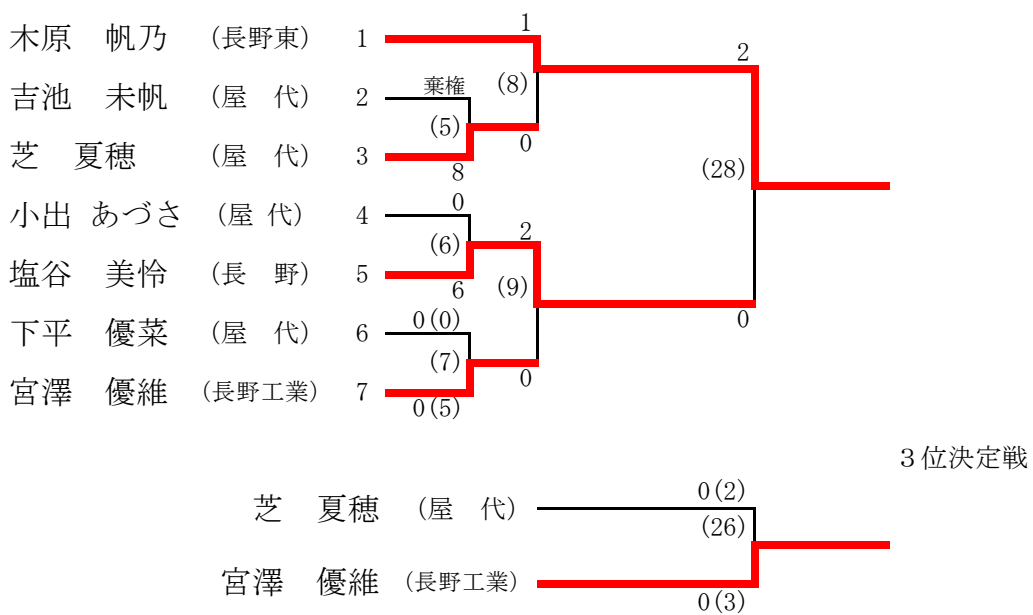 1
木原　帆乃　(長野東)　1
2
棄権
(8)
吉池　未帆　(屋　代)　2
(5)
0
芝　夏穂　(屋　代)　3
8
(28)
0
小出 あづさ　(屋 代)　4
2
(6)
塩谷　美怜　(長　野)　5
6
(9)
0(0)
0
下平　優菜　(屋　代)　6
(7)
0
宮澤　優維　(長野工業)　7
0(5)
３位決定戦
0(2)
芝　夏穂　(屋　代)
(26)
宮澤　優維　(長野工業)
0(3)